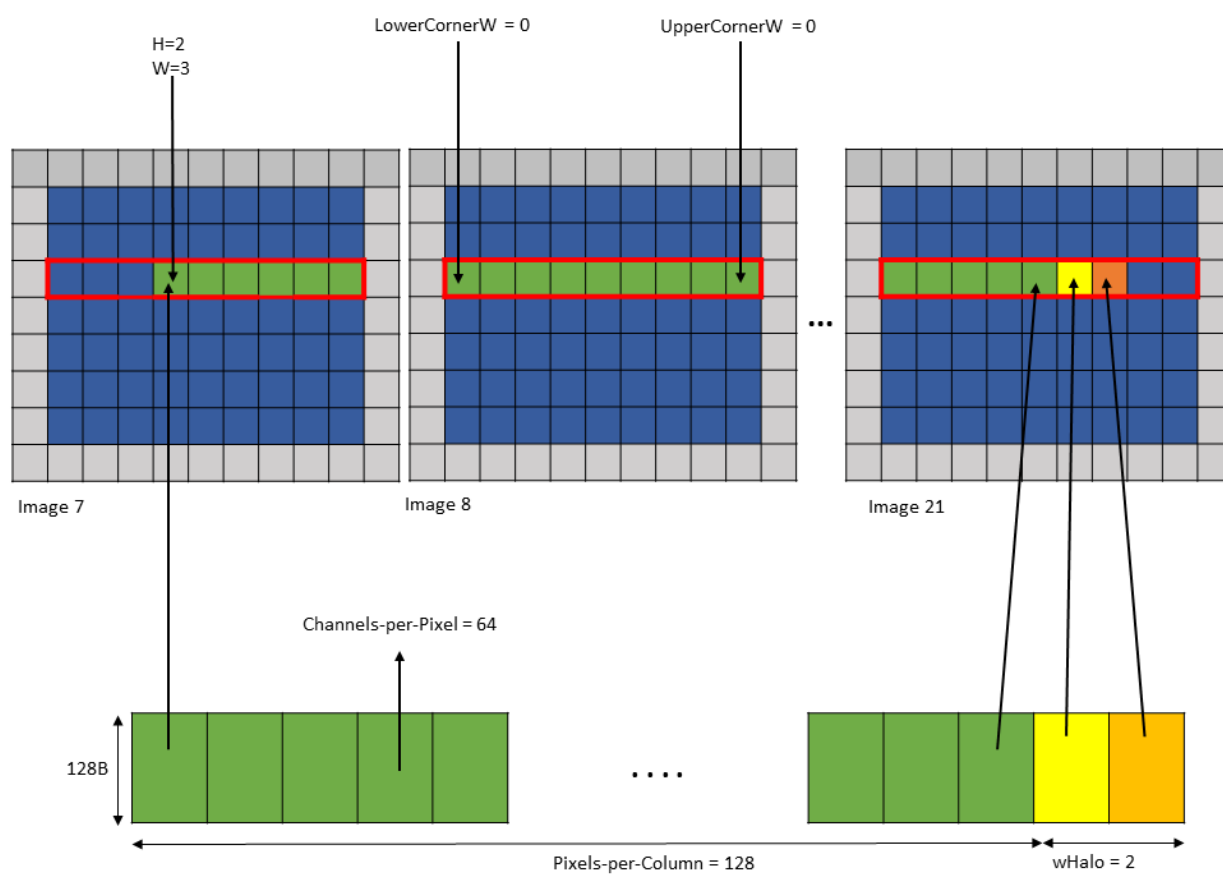 LowerCornerW = 0
UpperCornerW = 0
H=2
W=3
...
Image 7
Image 8
Image 21
Channels-per-Pixel = 64
128B
....
Pixels-per-Column = 128
wHalo = 2